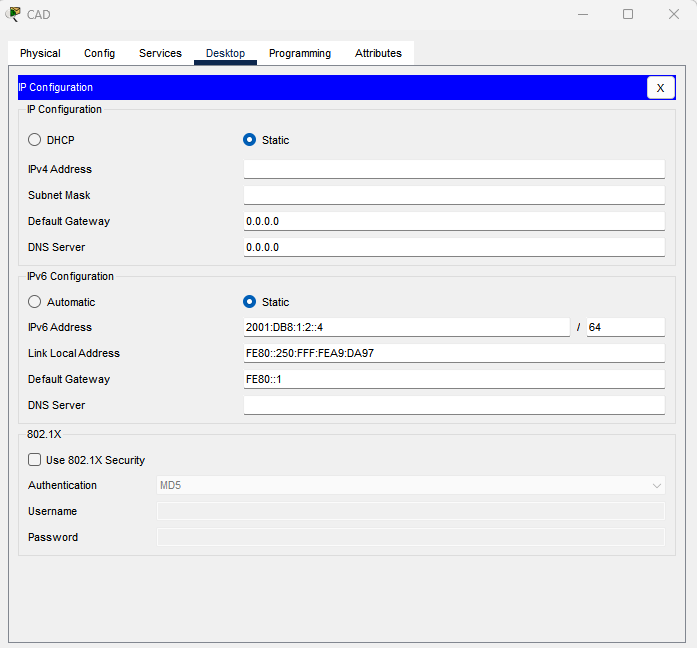 CAD
Physical Config Services Desktop Programming Attributes
IP Configuration X
IP Configuration
DHCP Static
IPv4 Address
Subnet Mask
Default Gateway 0.0.0.0
DNS Server 0.0.0.0
IPv6 Configuration
Automatic Static
IPv6 Address 2001:DB8:1:2::4 / 64
Link Local Address FE80::250:FFF:FEA9:DA97
Default Gateway FE80::1
DNS Server
802.1X
Use 802.1X Security
Authentication MD5
Username
Password